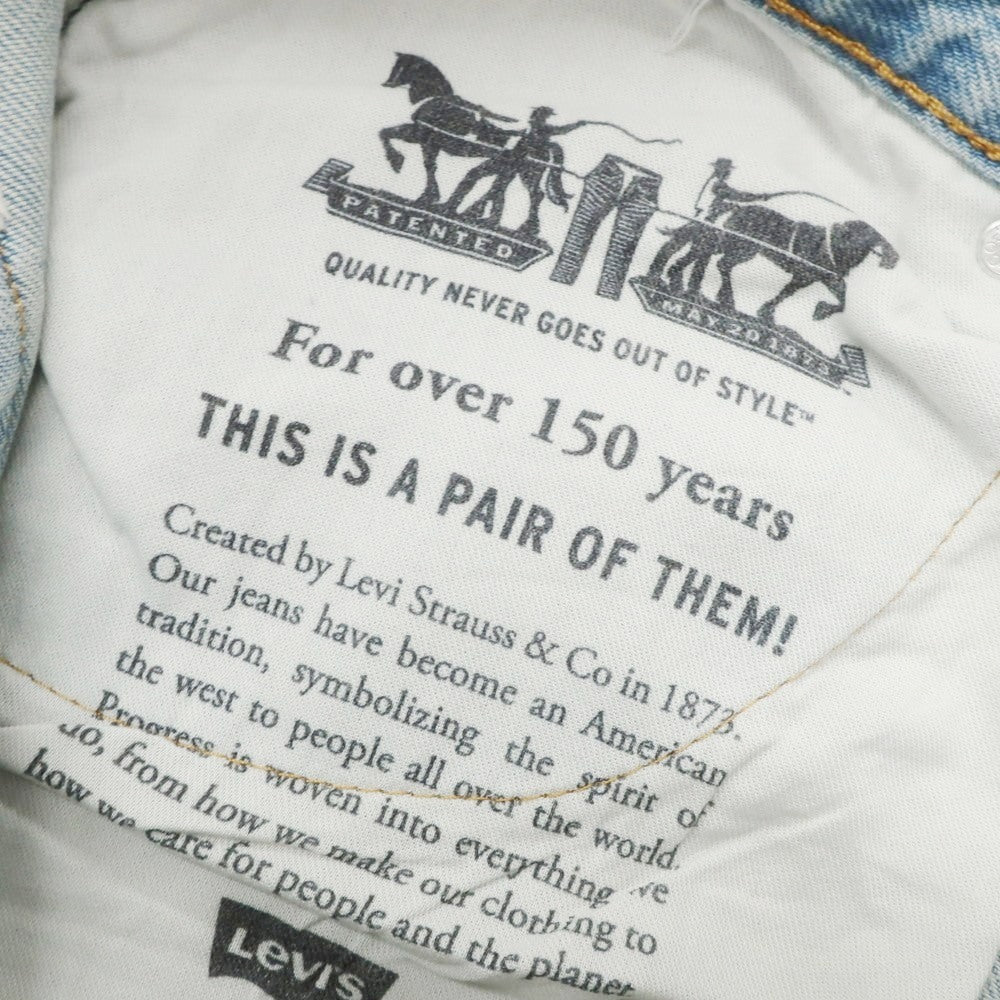 PATENTED
MAY 20 1873
QUALITY NEVER GOES OUT OF STYLE™
For over 150 years
THIS IS A PAIR OF THEM!
Created by Levi Strauss & Co in 1873.
Our jeans have become an American
tradition, symbolizing the spirit of
the west to people all over the world.
Progress is woven into everything we
do, from how we make our clothing to
how we care for people and the planet
Levi's